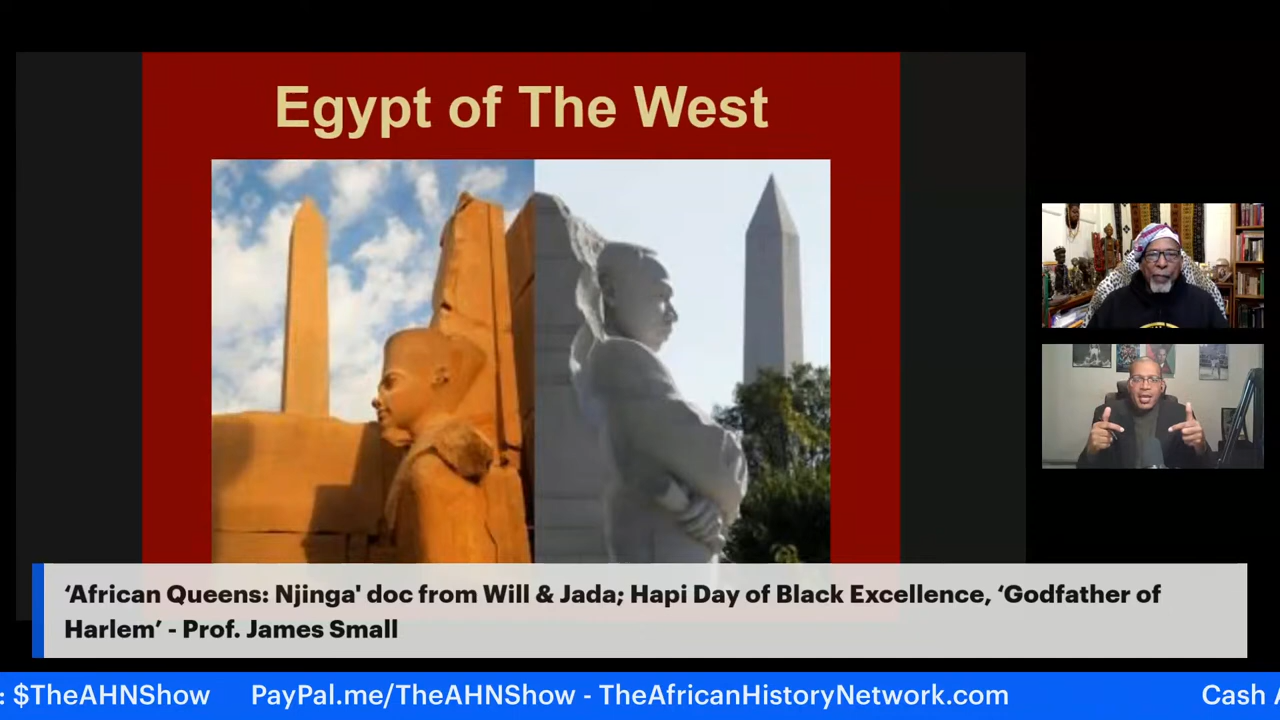 Egypt of The West
‘African Queens: Njinga' doc from Will & Jada; Hapi Day of Black Excellence, ‘Godfather of
Harlem’ - Prof. James Small
: $TheAHNShow PayPal.me/TheAHNShow - TheAfricanHistoryNetwork.com Cash